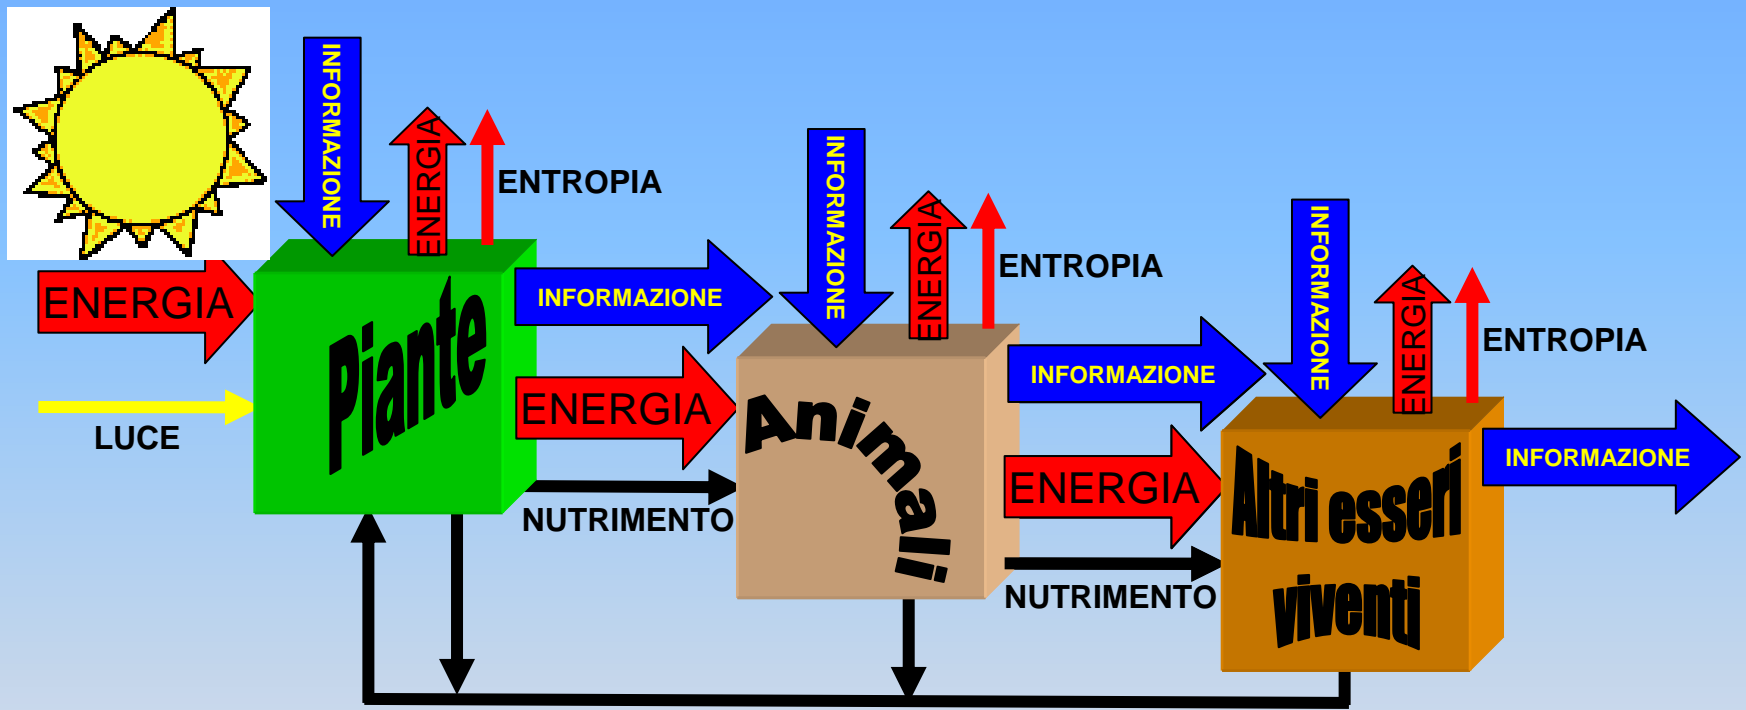 INFORMAZIONE
ENERGIA
ENTROPIA
ENERGIA
LUCE
Piante
INFORMAZIONE
ENERGIA
NUTRIMENTO
INFORMAZIONE
ENERGIA
ENTROPIA
Animali
INFORMAZIONE
ENERGIA
NUTRIMENTO
INFORMAZIONE
ENERGIA
ENTROPIA
Altri esseri
viventi
INFORMAZIONE